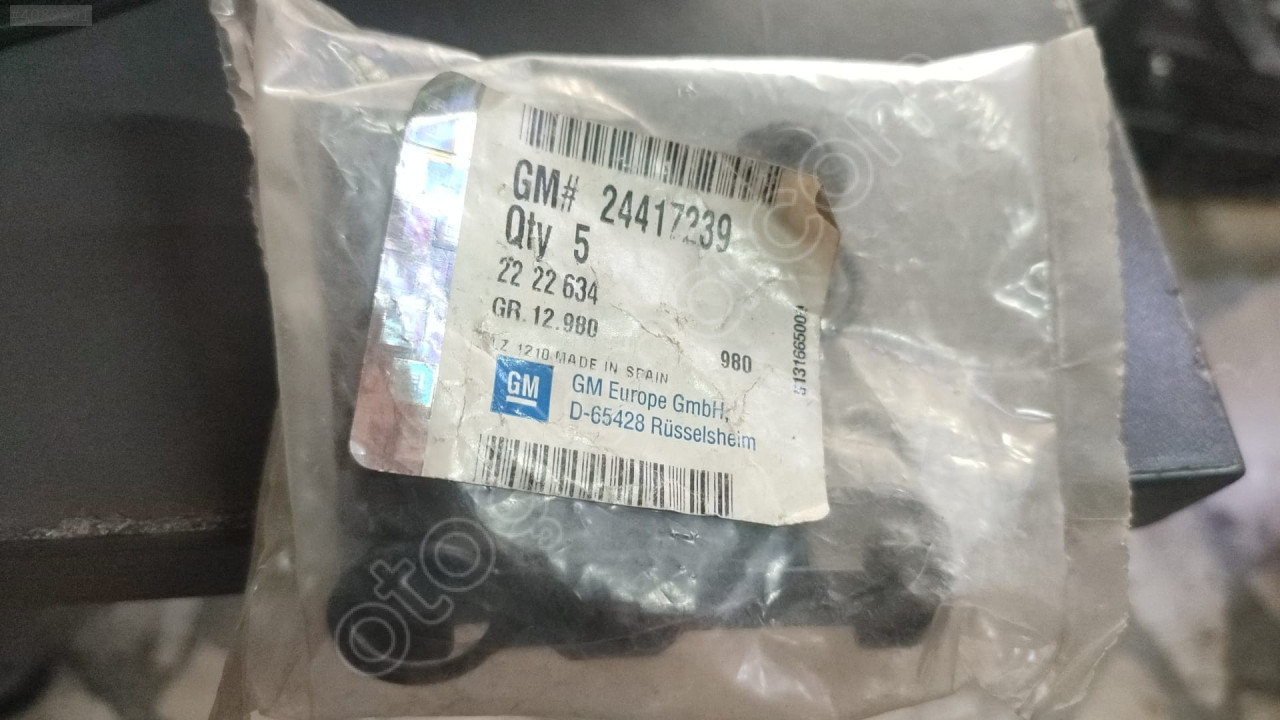 GM# 24417239
Qty 5
22 22 634
GR. 12.980
980
LZ 1210 MADE IN SPAIN
GM
GM Europe GmbH,
D-65428 Rüsselsheim